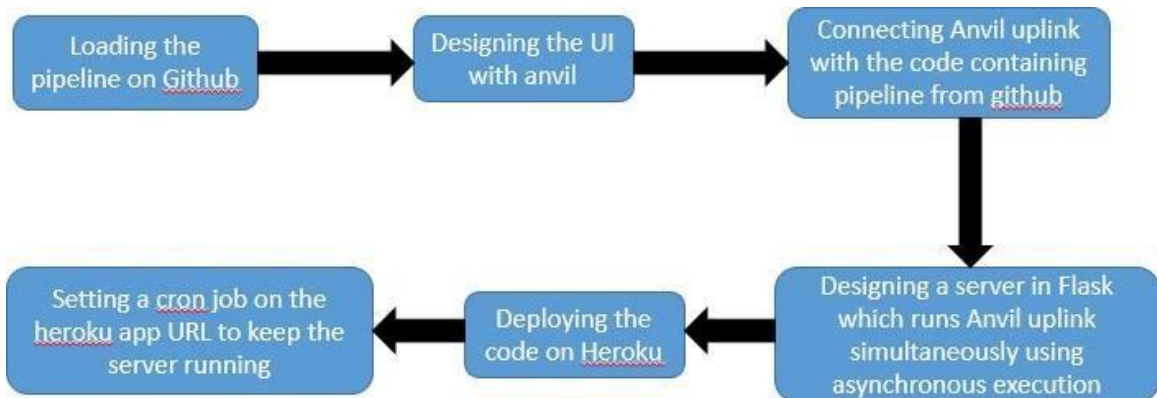 Loading the
pipeline on Github
Designing the UI
with anvil
Connecting Anvil uplink
with the code containing
pipeline from github
Designing a server in Flask
which runs Anvil uplink
simultaneously using
asynchronous execution
Deploying the
code on Heroku
Setting a cron job on the
heroku app URL to keep the
server running